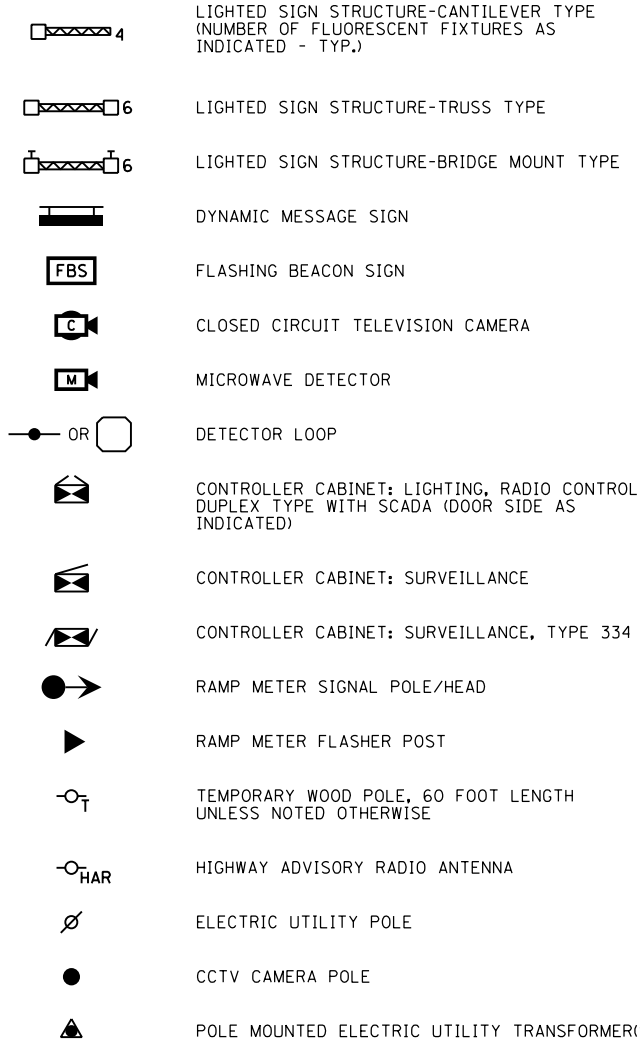 4 LIGHTED SIGN STRUCTURE-CANTILEVER TYPE
(NUMBER OF FLUORESCENT FIXTURES AS
INDICATED - TYP.)
6 LIGHTED SIGN STRUCTURE-TRUSS TYPE
6 LIGHTED SIGN STRUCTURE-BRIDGE MOUNT TYPE
DYNAMIC MESSAGE SIGN
FBS FLASHING BEACON SIGN
C CLOSED CIRCUIT TELEVISION CAMERA
M MICROWAVE DETECTOR
OR DETECTOR LOOP
CONTROLLER CABINET: LIGHTING, RADIO CONTROL
DUPLEX TYPE WITH SCADA (DOOR SIDE AS
INDICATED)
CONTROLLER CABINET: SURVEILLANCE
CONTROLLER CABINET: SURVEILLANCE, TYPE 334
RAMP METER SIGNAL POLE/HEAD
RAMP METER FLASHER POST
T TEMPORARY WOOD POLE, 60 FOOT LENGTH
UNLESS NOTED OTHERWISE
HAR HIGHWAY ADVISORY RADIO ANTENNA
ELECTRIC UTILITY POLE
CCTV CAMERA POLE
POLE MOUNTED ELECTRIC UTILITY TRANSFORMER(